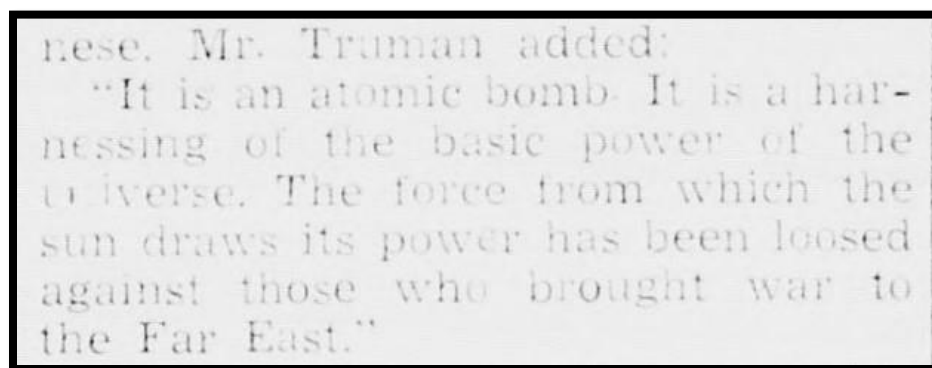 nese. Mr. Truman added:
"It is an atomic bomb. It is a har-
nessing of the basic power of the
universe. The force from which the
sun draws its power has been loosed
against those who brought war to
the Far East."